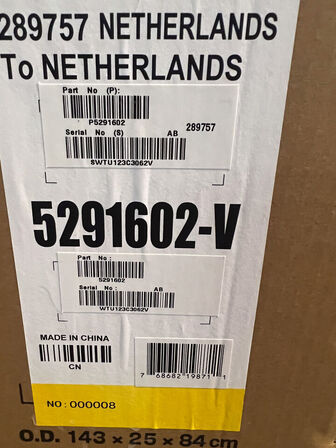 289757 NETHERLANDS
To NETHERLANDS
Part No (P):
P5291602
289757
Serial No (S) AB
SWTU123C3062V
5291602-V
Part No :
5291602
Serial No : AB
WTU123C3062V
MADE IN CHINA
CN
7 68682 19871 1
NO : 000008
O.D. 143 × 25 × 84 cm